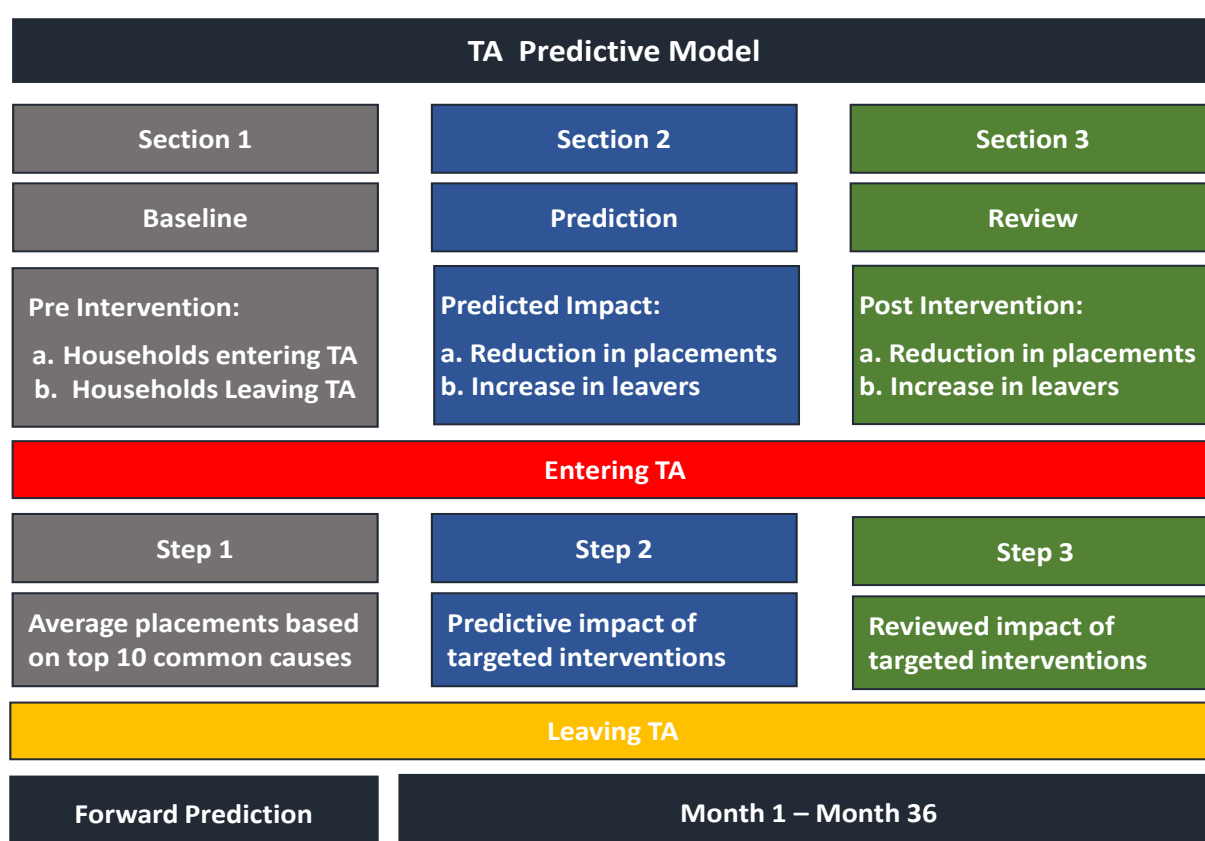 TA Predictive Model
Section 1
Section 2
Section 3
Baseline
Prediction
Review
Pre Intervention:
a. Households entering TA
b. Households Leaving TA
Predicted Impact:
a. Reduction in placements
b. Increase in leavers
Post Intervention:
a. Reduction in placements
b. Increase in leavers
Entering TA
Step 1
Step 2
Step 3
Average placements based
on top 10 common causes
Predictive impact of
targeted interventions
Reviewed impact of
targeted interventions
Leaving TA
Forward Prediction
Month 1 – Month 36